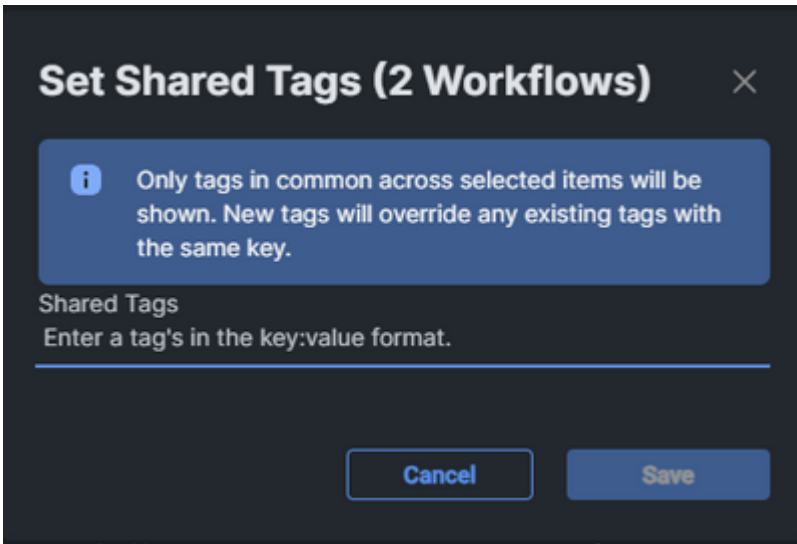 Set Shared Tags (2 Workflows)
Only tags in common across selected items will be
shown. New tags will override any existing tags with
the same key.
Shared Tags
Enter a tag's in the key:value format.
Cancel
Save